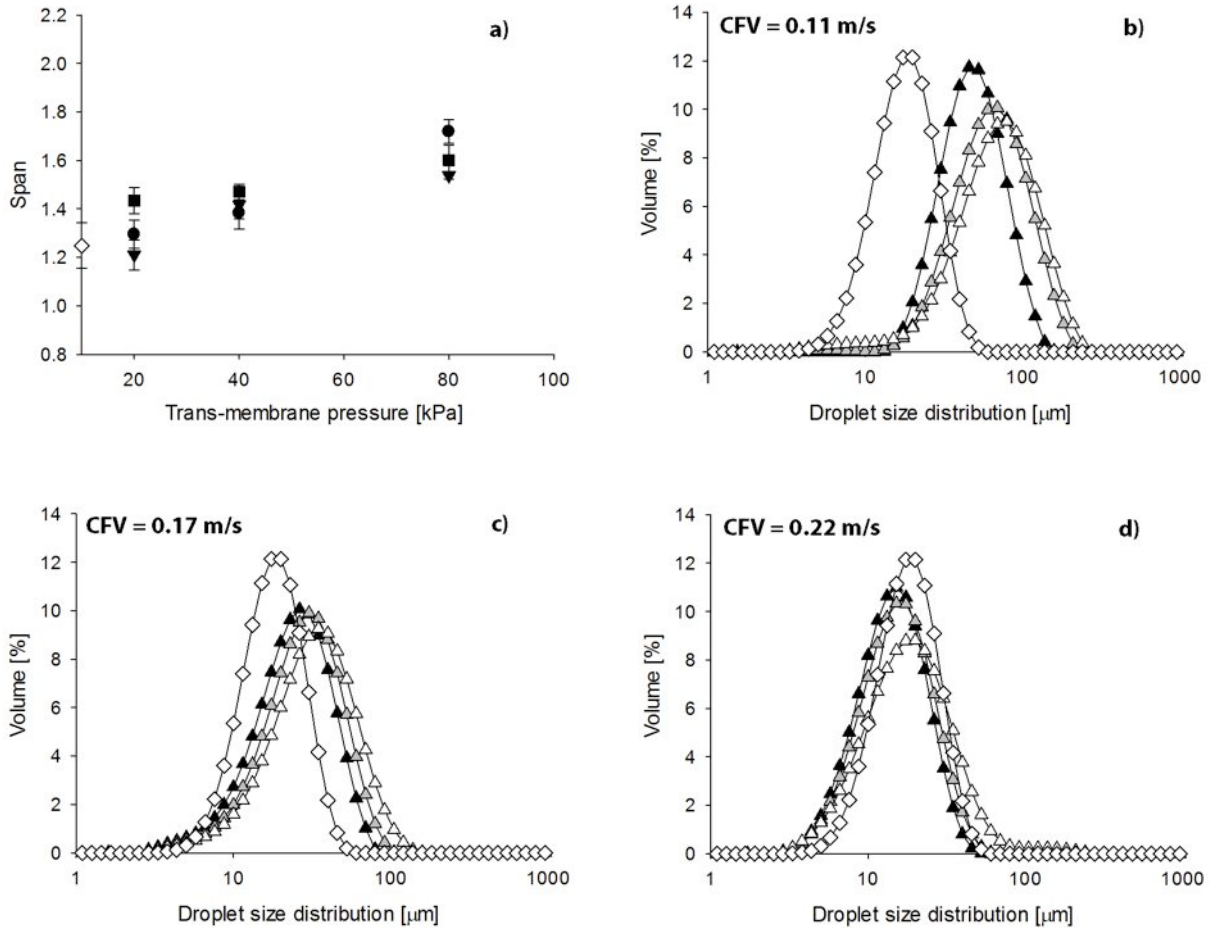 a)
2.2
2.0
1.8
1.6
1.4
1.2
1.0
0.8
Span
20 40 60 80 100
Trans-membrane pressure [kPa]
CFV = 0.11 m/s
b)
14
12
10
8
6
4
2
0
Volume [%]
1 10 100 1000
Droplet size distribution [μm]
CFV = 0.17 m/s
c)
14
12
10
8
6
4
2
0
Volume [%]
1 10 100 1000
Droplet size distribution [μm]
CFV = 0.22 m/s
d)
14
12
10
8
6
4
2
0
Volume [%]
1 10 100 1000
Droplet size distribution [μm]